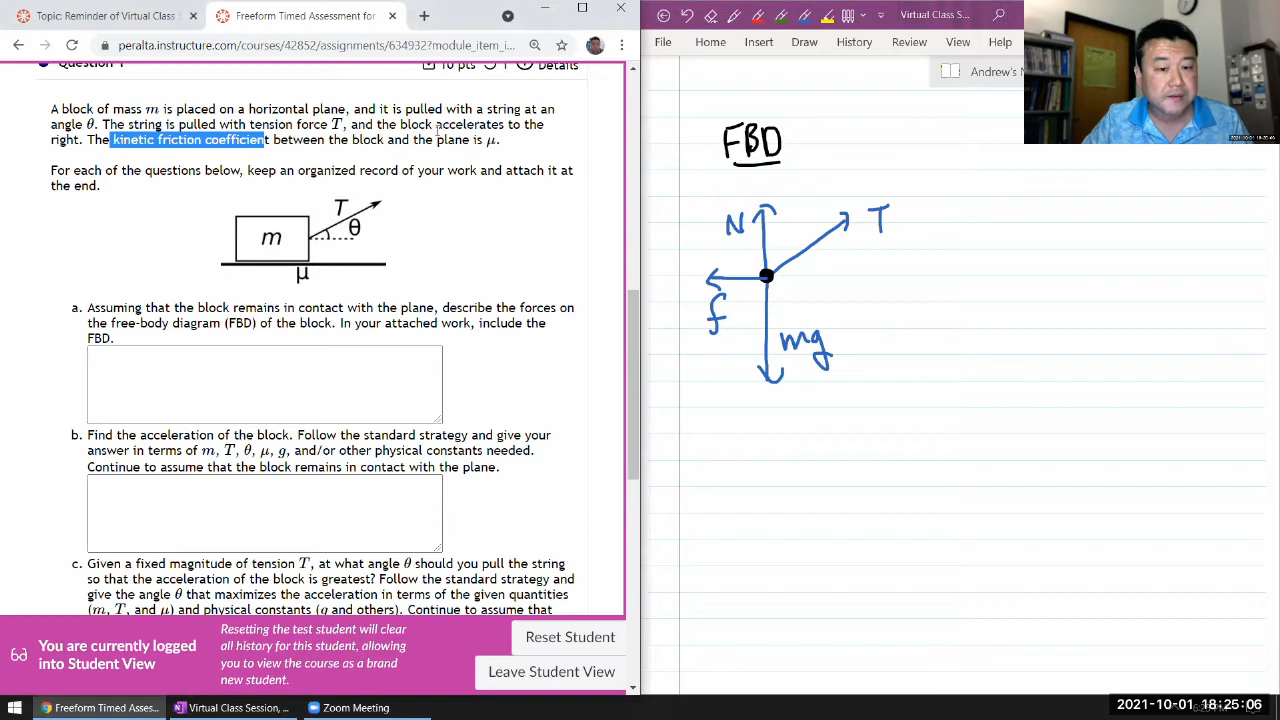 Topic: Reminder of Virtual Class
Freeform Timed Assessment for
peralta.instructure.com/courses/42852/assignments/634932?module_item_i...
Virtual Class S...
File Home Insert Draw History Review View Help
Andrew's N
2021-10-01 18:20:46
Question 1
10 pts 1 Details
A block of mass m is placed on a horizontal plane, and it is pulled with a string at an
angle θ. The string is pulled with tension force T, and the block accelerates to the
right. The kinetic friction coefficient between the block and the plane is μ.
For each of the questions below, keep an organized record of your work and attach it at
the end.
T
θ
m
μ
a. Assuming that the block remains in contact with the plane, describe the forces on
the free-body diagram (FBD) of the block. In your attached work, include the
FBD.
b. Find the acceleration of the block. Follow the standard strategy and give your
answer in terms of m, T, θ, μ, g, and/or other physical constants needed.
Continue to assume that the block remains in contact with the plane.
c. Given a fixed magnitude of tension T, at what angle θ should you pull the string
so that the acceleration of the block is greatest? Follow the standard strategy and
give the angle θ that maximizes the acceleration in terms of the given quantities
(m, T, and μ) and physical constants (g and others). Continue to assume that
You are currently logged
into Student View
Resetting the test student will clear
all history for this student, allowing
you to view the course as a brand
new student.
Reset Student
Leave Student View
FBD
N
T
f
mg
Freeform Timed Asses...
Virtual Class Session, ...
Zoom Meeting
2021-10-01 18:25:06